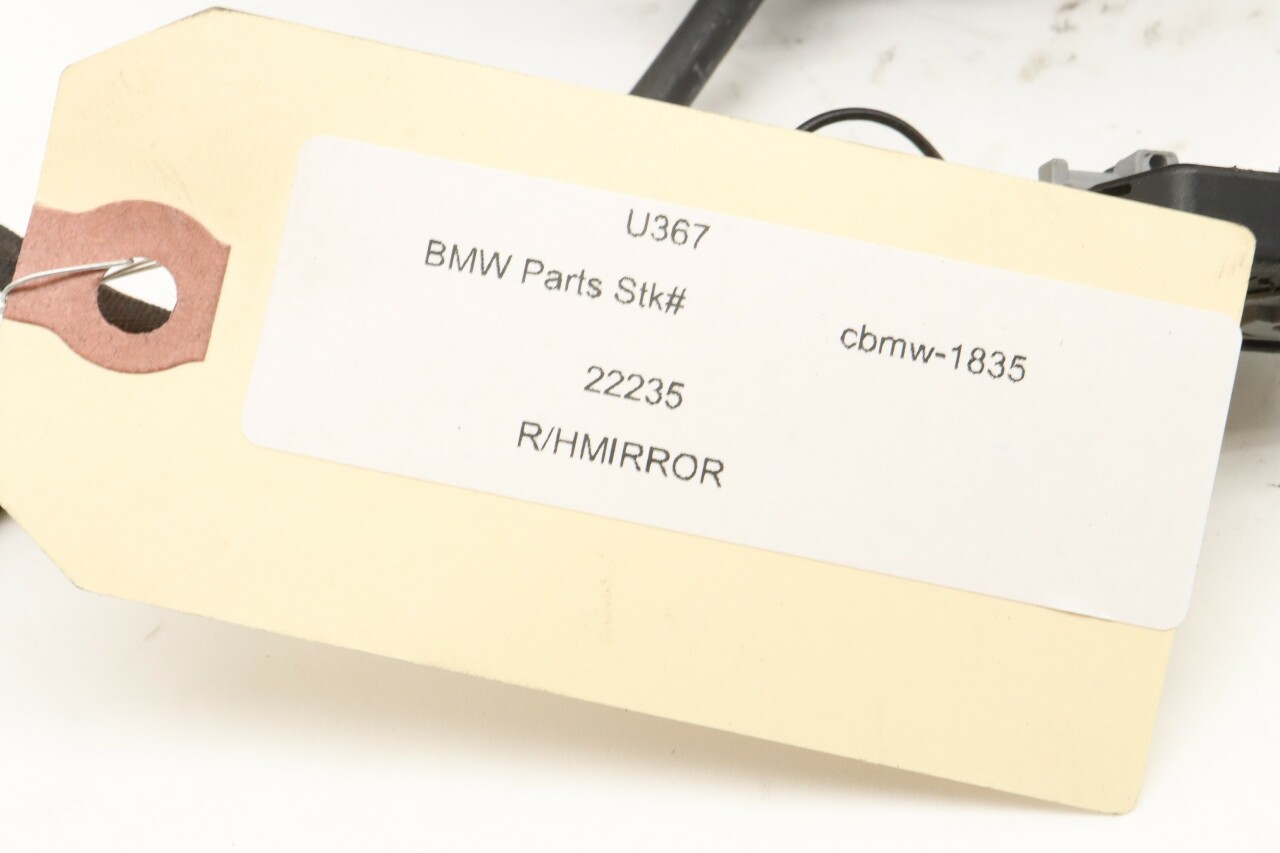 U367
BMW Parts Stk#
cbmw-1835
22235
R/HMIRROR